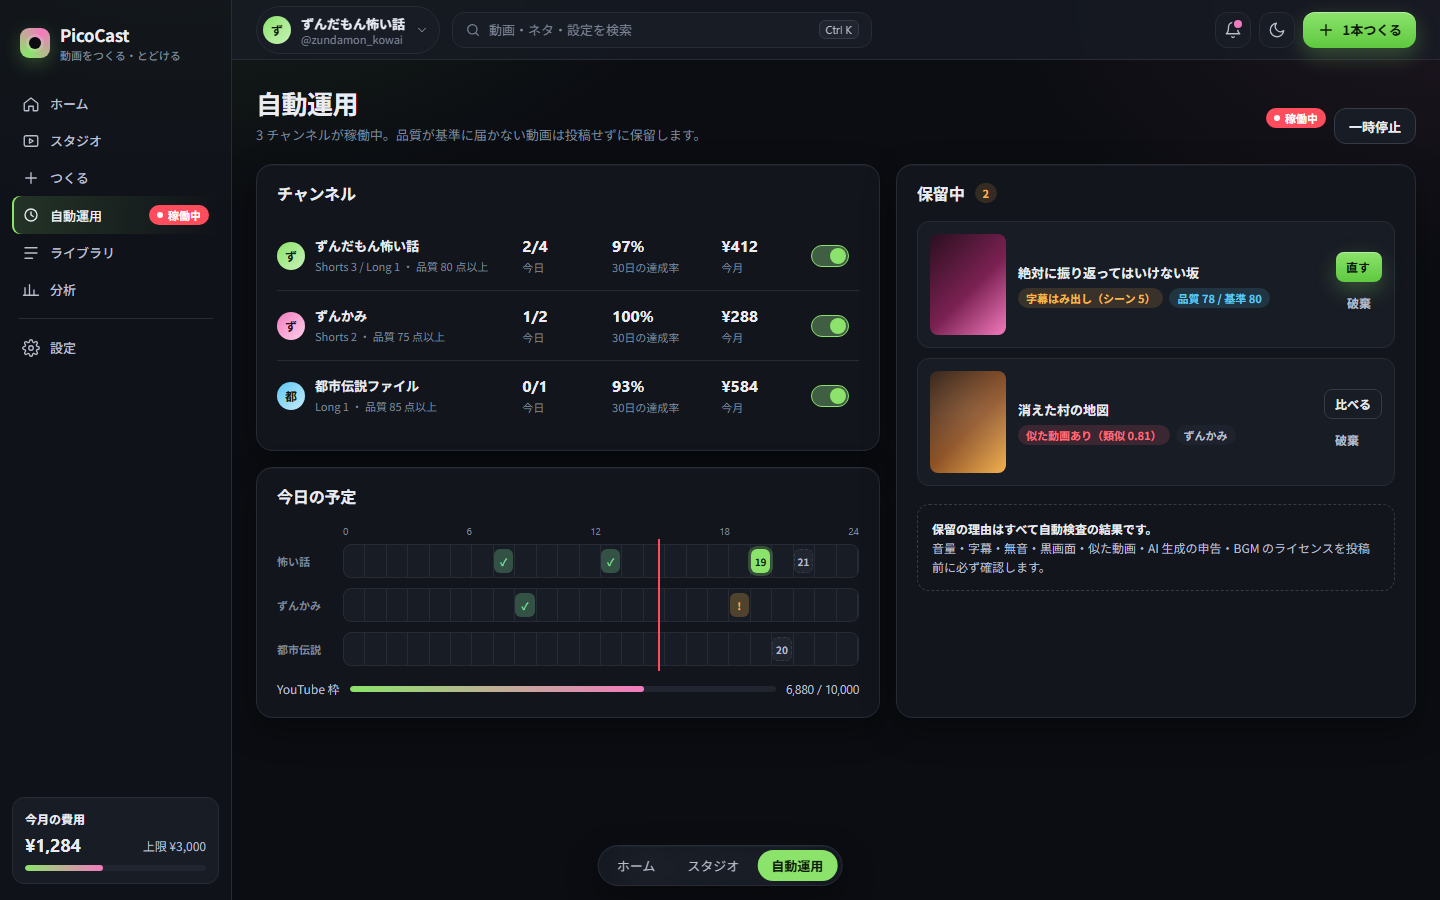 PicoCast
動画をつくる・とどける
ホーム
スタジオ
つくる
自動運用
稼働中
ライブラリ
分析
設定
今月の費用
¥1,284
上限 ¥3,000
ず
ずんだもん怖い話
@zundamon_kowai
動画・ネタ・設定を検索
Ctrl K
1本つくる
自動運用
3 チャンネルが稼働中。品質が基準に届かない動画は投稿せずに保留します。
稼働中
一時停止
チャンネル
ず
ずんだもん怖い話
Shorts 3 / Long 1 ・ 品質 80 点以上
2/4
今日
97%
30日の達成率
¥412
今月
ず
ずんかみ
Shorts 2 ・ 品質 75 点以上
1/2
今日
100%
30日の達成率
¥288
今月
都
都市伝説ファイル
Long 1 ・ 品質 85 点以上
0/1
今日
93%
30日の達成率
¥584
今月
今日の予定
0 6 12 18 24
怖い話
✓ ✓ 19 21
ずんかみ
✓ !
都市伝説
20
YouTube 枠
6,880 / 10,000
保留中
2
絶対に振り返ってはいけない坂
字幕はみ出し（シーン 5）
品質 78 / 基準 80
直す
破棄
消えた村の地図
似た動画あり（類似 0.81）
ずんかみ
比べる
破棄
保留の理由はすべて自動検査の結果です。
音量・字幕・無音・黒画面・似た動画・AI 生成の申告・BGM のライセンスを投稿
前に必ず確認します。
ホーム
スタジオ
自動運用